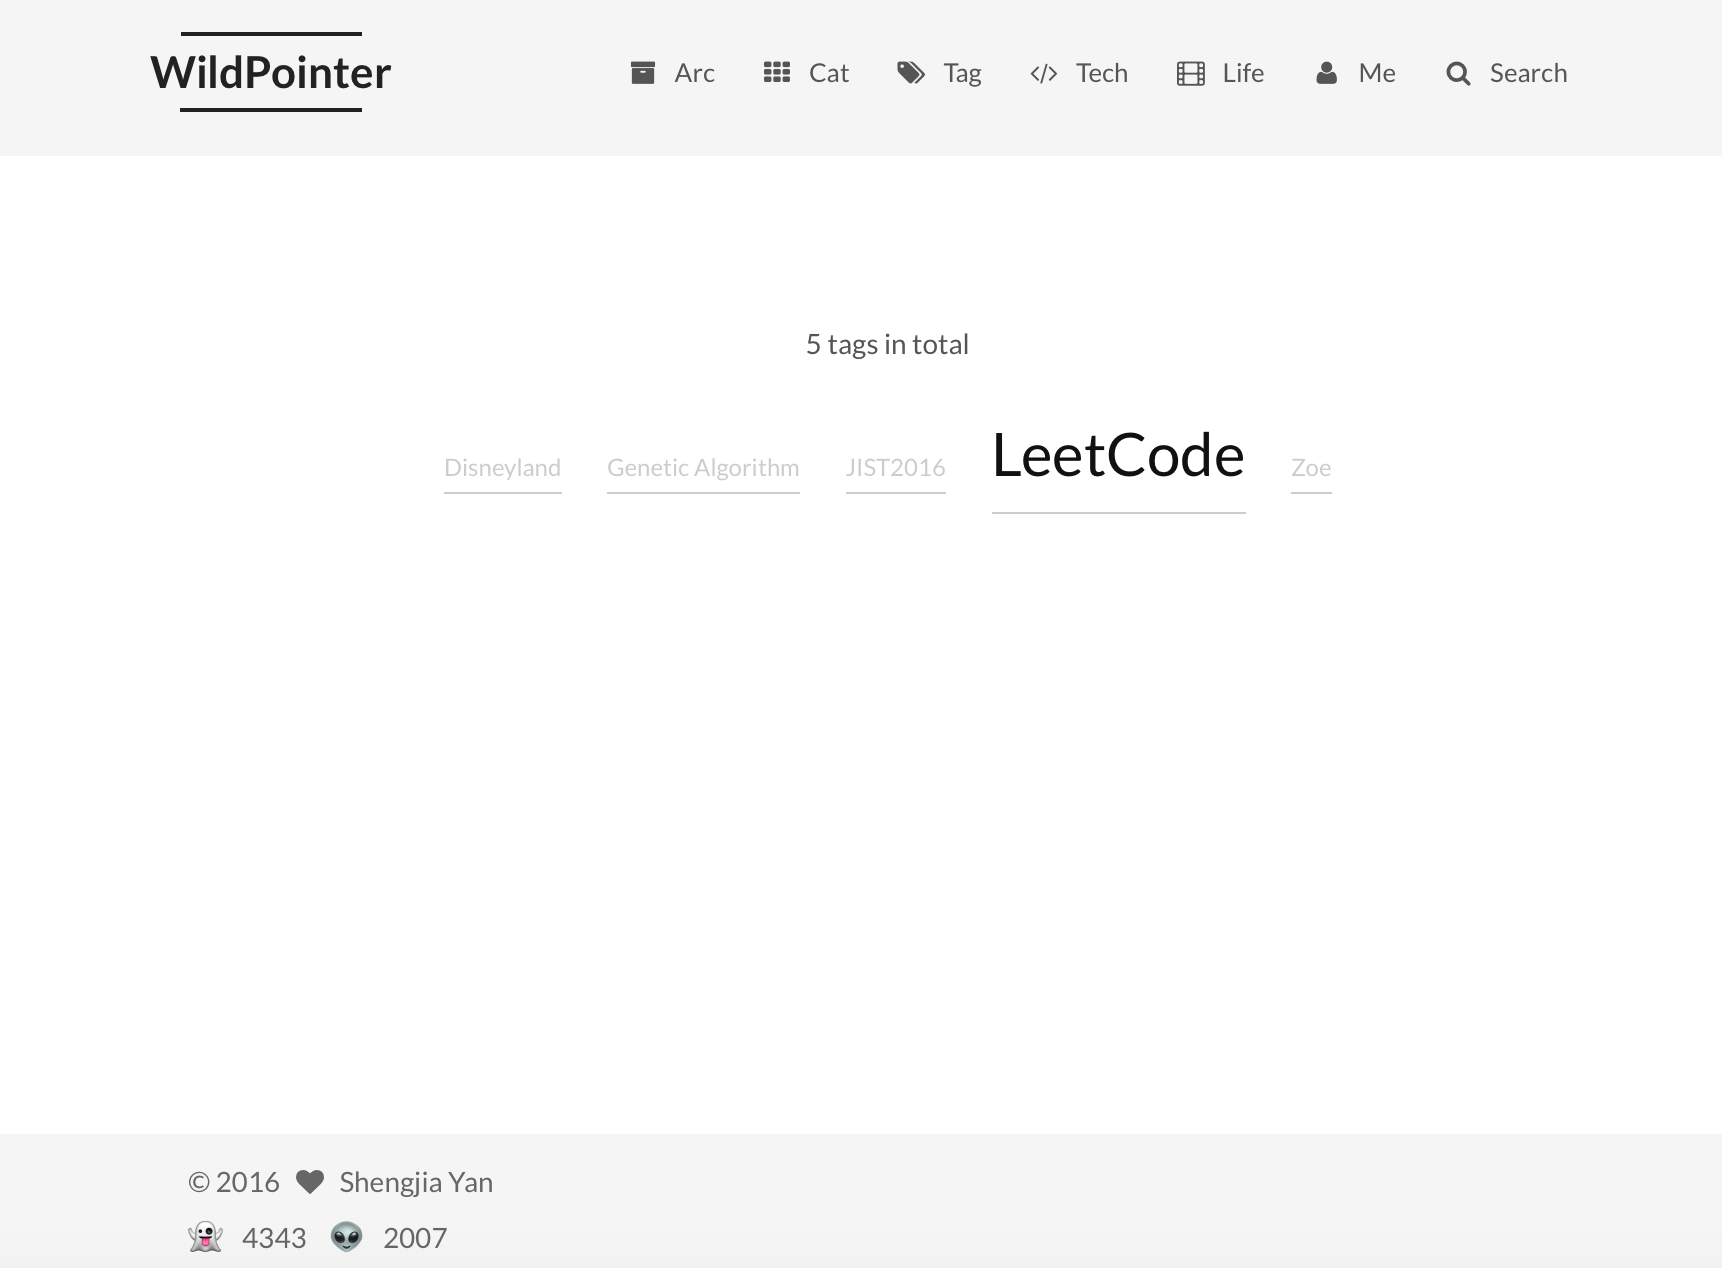 WildPointer
Arc Cat Tag Tech Life Me Search
5 tags in total
Disneyland Genetic Algorithm JIST2016 LeetCode Zoe
© 2016 Shengjia Yan
4343 2007